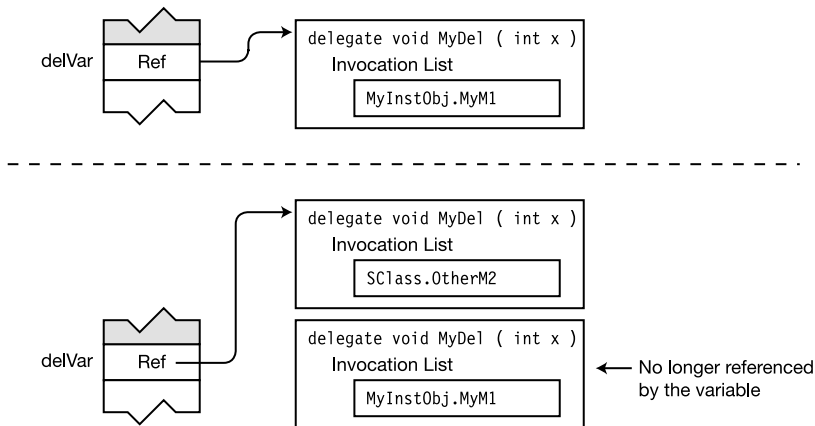 delVar
Ref
delegate void MyDel ( int x )
Invocation List
MyInstObj.MyM1
delVar
Ref
delegate void MyDel ( int x )
Invocation List
SClass.OtherM2
delegate void MyDel ( int x )
Invocation List
MyInstObj.MyM1
No longer referenced
by the variable